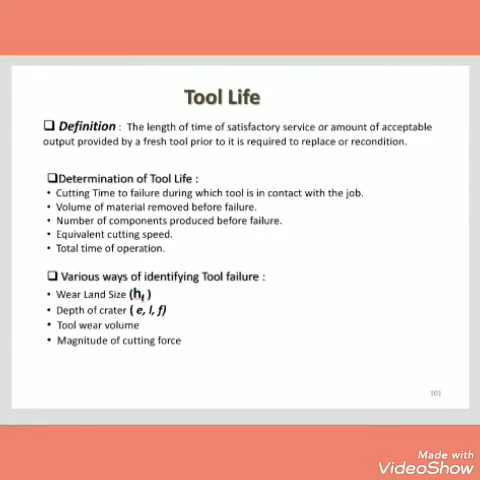 Tool Life
❑ Definition : The length of time of satisfactory service or amount of acceptable
output provided by a fresh tool prior to it is required to replace or recondition.
❑Determination of Tool Life :
• Cutting Time to failure during which tool is in contact with the job.
• Volume of material removed before failure.
• Number of components produced before failure.
• Equivalent cutting speed.
• Total time of operation.
❑ Various ways of identifying Tool failure :
• Wear Land Size (hf )
• Depth of crater ( e, l, f)
• Tool wear volume
• Magnitude of cutting force
101
Made with
VideoShow